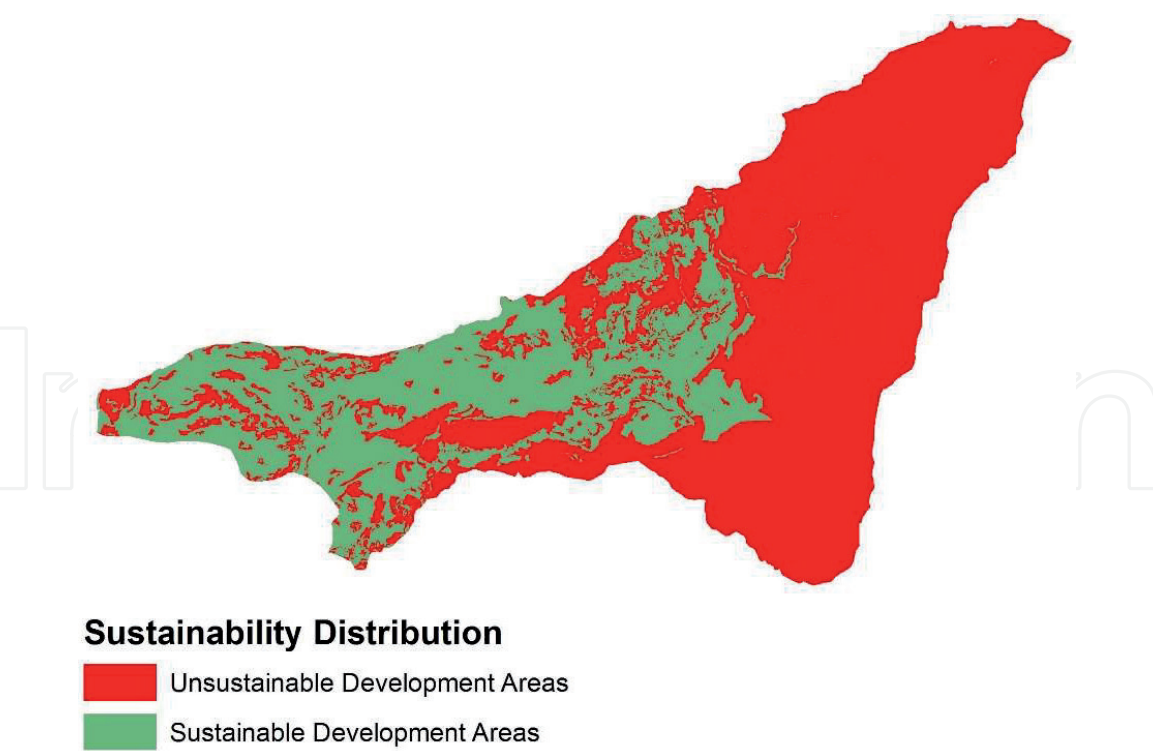 Sustainability Distribution
Unsustainable Development Areas
Sustainable Development Areas